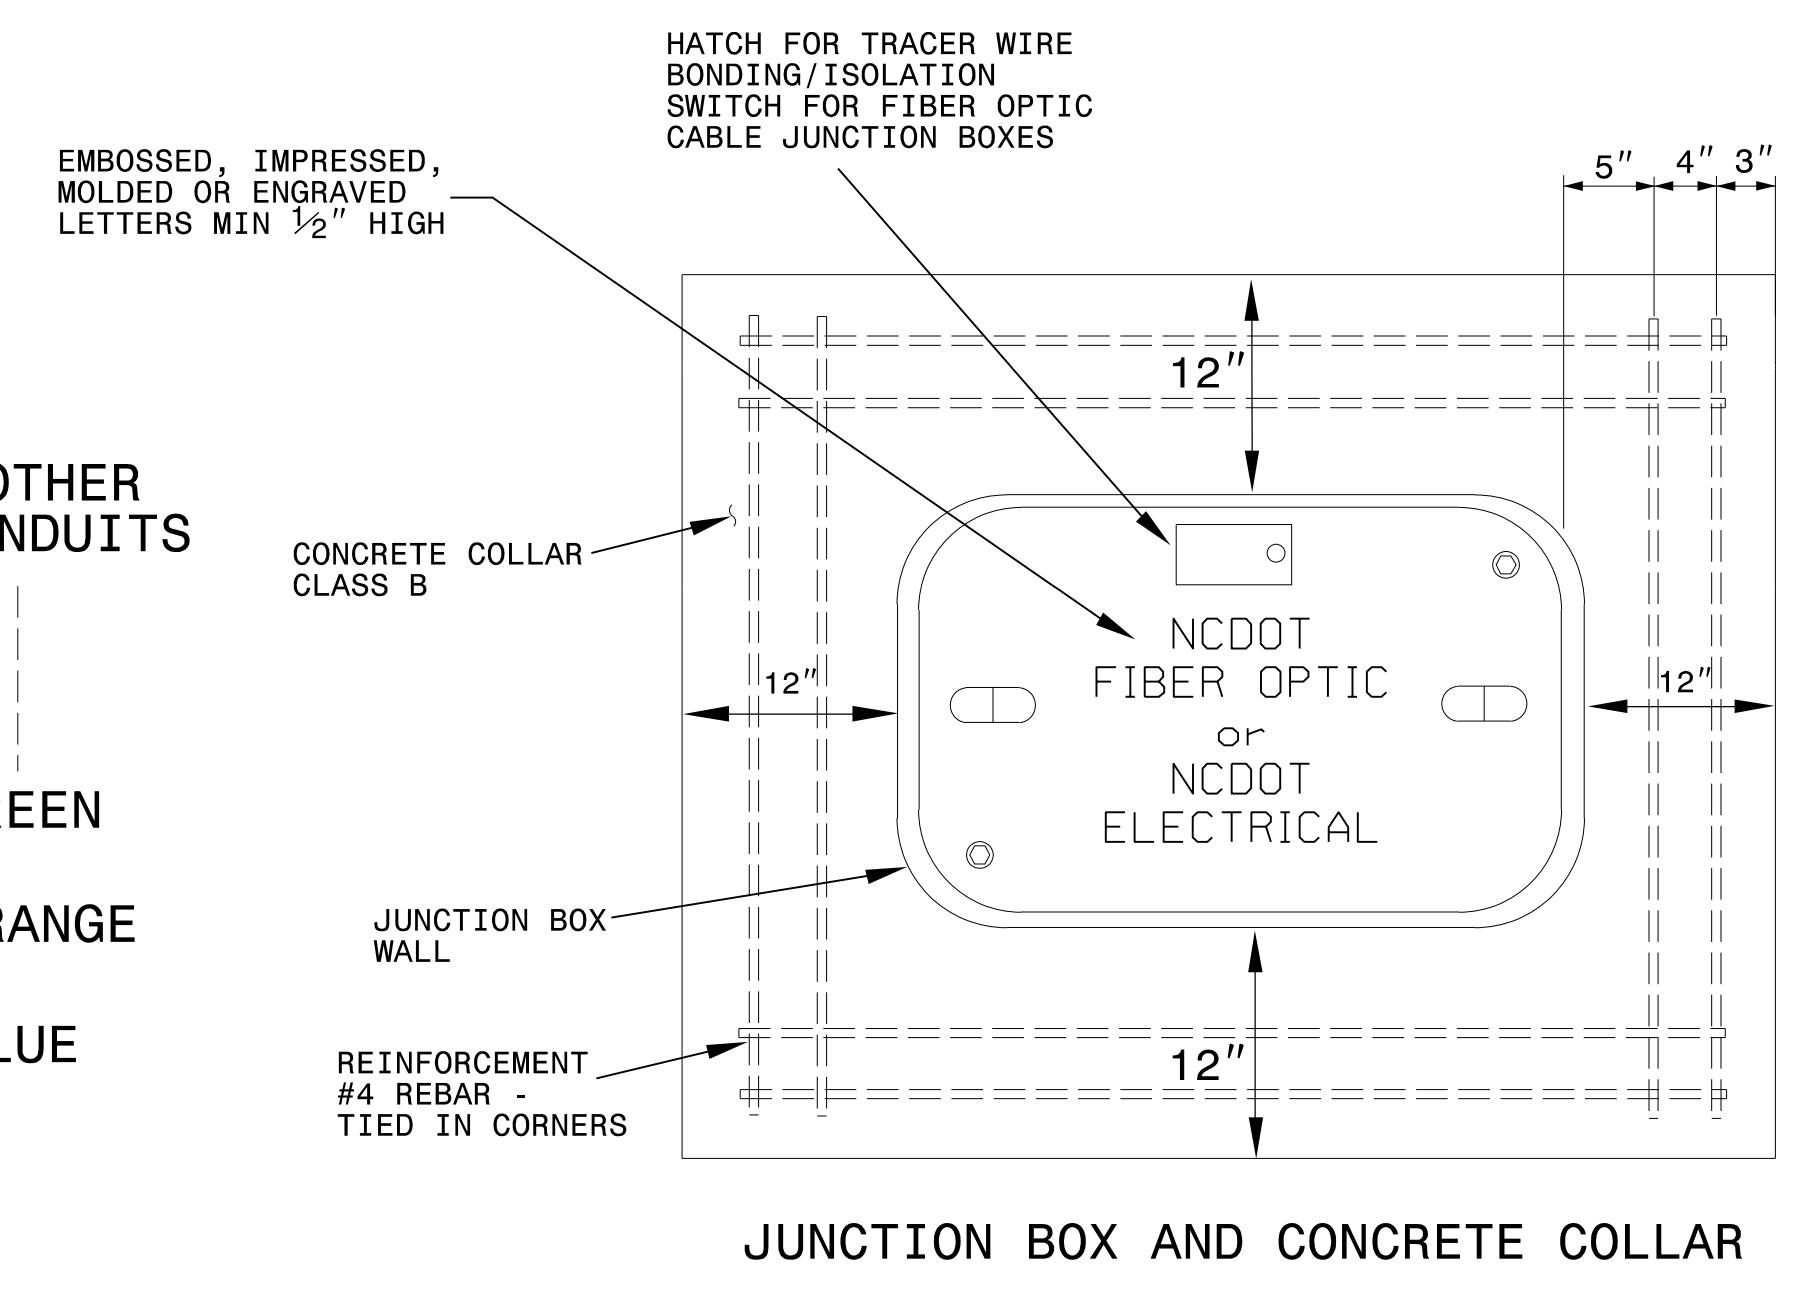 HATCH FOR TRACER WIRE
BONDING/ISOLATION
SWITCH FOR FIBER OPTIC
CABLE JUNCTION BOXES
EMBOSSED, IMPRESSED,
MOLDED OR ENGRAVED
LETTERS MIN ½" HIGH
5" 4" 3"
12"
OTHER
NDUITS
CONCRETE COLLAR
CLASS B
NCDOT
FIBER OPTIC
or
NCDOT
ELECTRICAL
12"
12"
REEN
RANGE
LUE
JUNCTION BOX
WALL
REINFORCEMENT
#4 REBAR -
TIED IN CORNERS
12"
JUNCTION BOX AND CONCRETE COLLAR